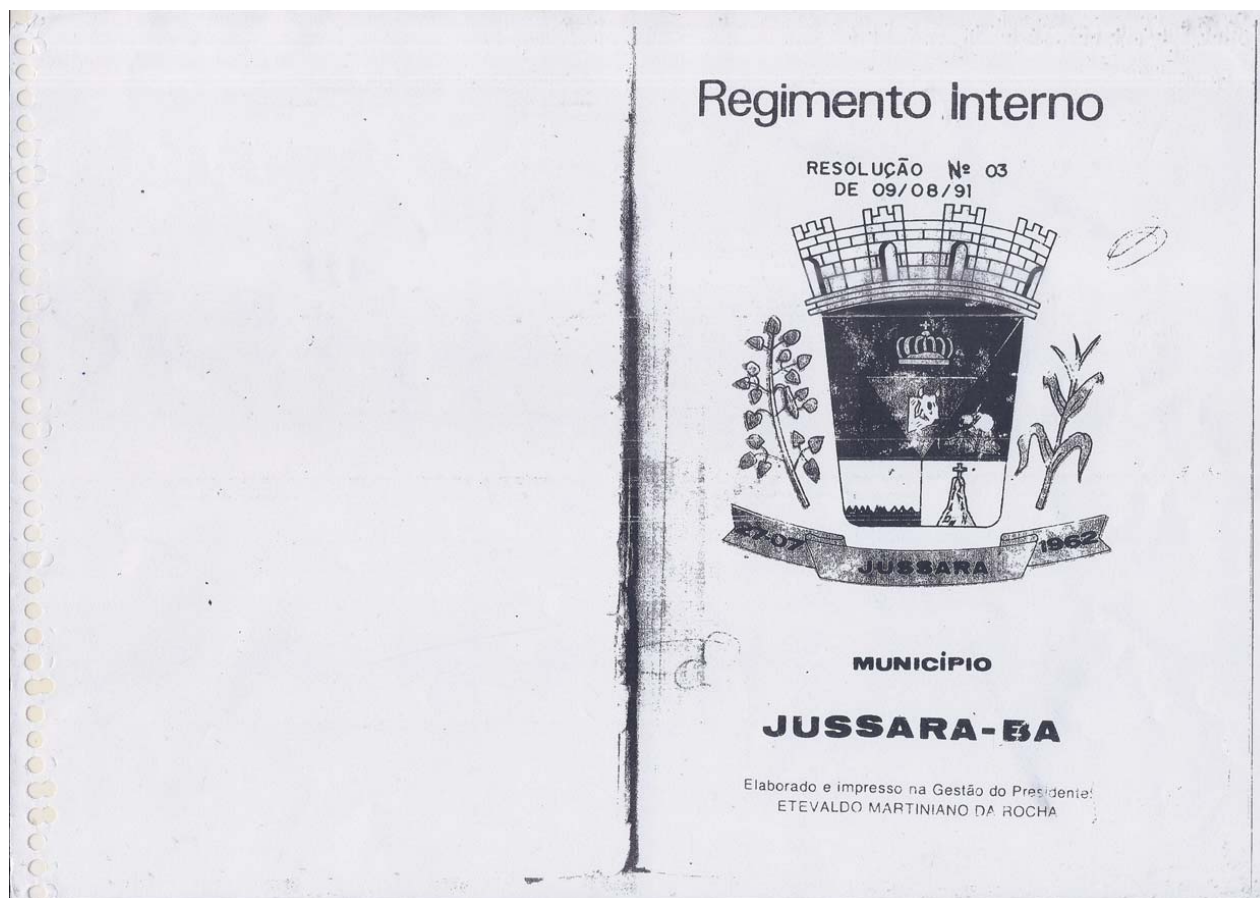 Regimento Interno
RESOLUÇÃO Nº 03
DE 09/08/91
27-07
1962
JUSSARA
MUNICÍPIO
JUSSARA-BA
Elaborado e impresso na Gestão do Presidente:
ETEVALDO MARTINIANO DA ROCHA